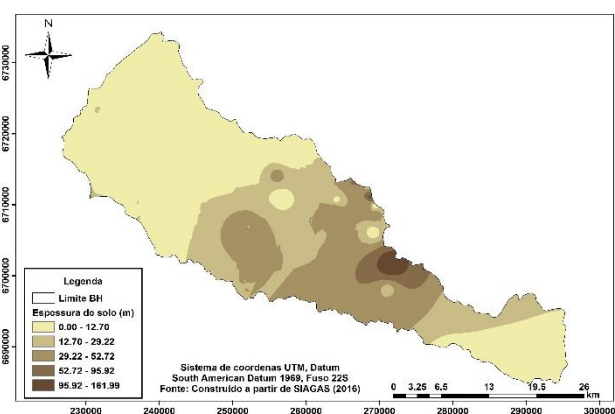 N
6730000
6720000
6710000
6700000
6690000
Legenda
Limite BH
Espessura do solo (m)
0.00 - 12.70
12.70 - 29.22
29.22 - 52.72
52.72 - 95.92
95.92 - 161.99
Sistema de coordenas UTM, Datum
South American Datum 1969, Fuso 22S
Fonte: Construído a partir de SIAGAS (2016)
0 3.25 6.5 13 19.5 26
km
230000 240000 250000 260000 270000 280000 290000 300000